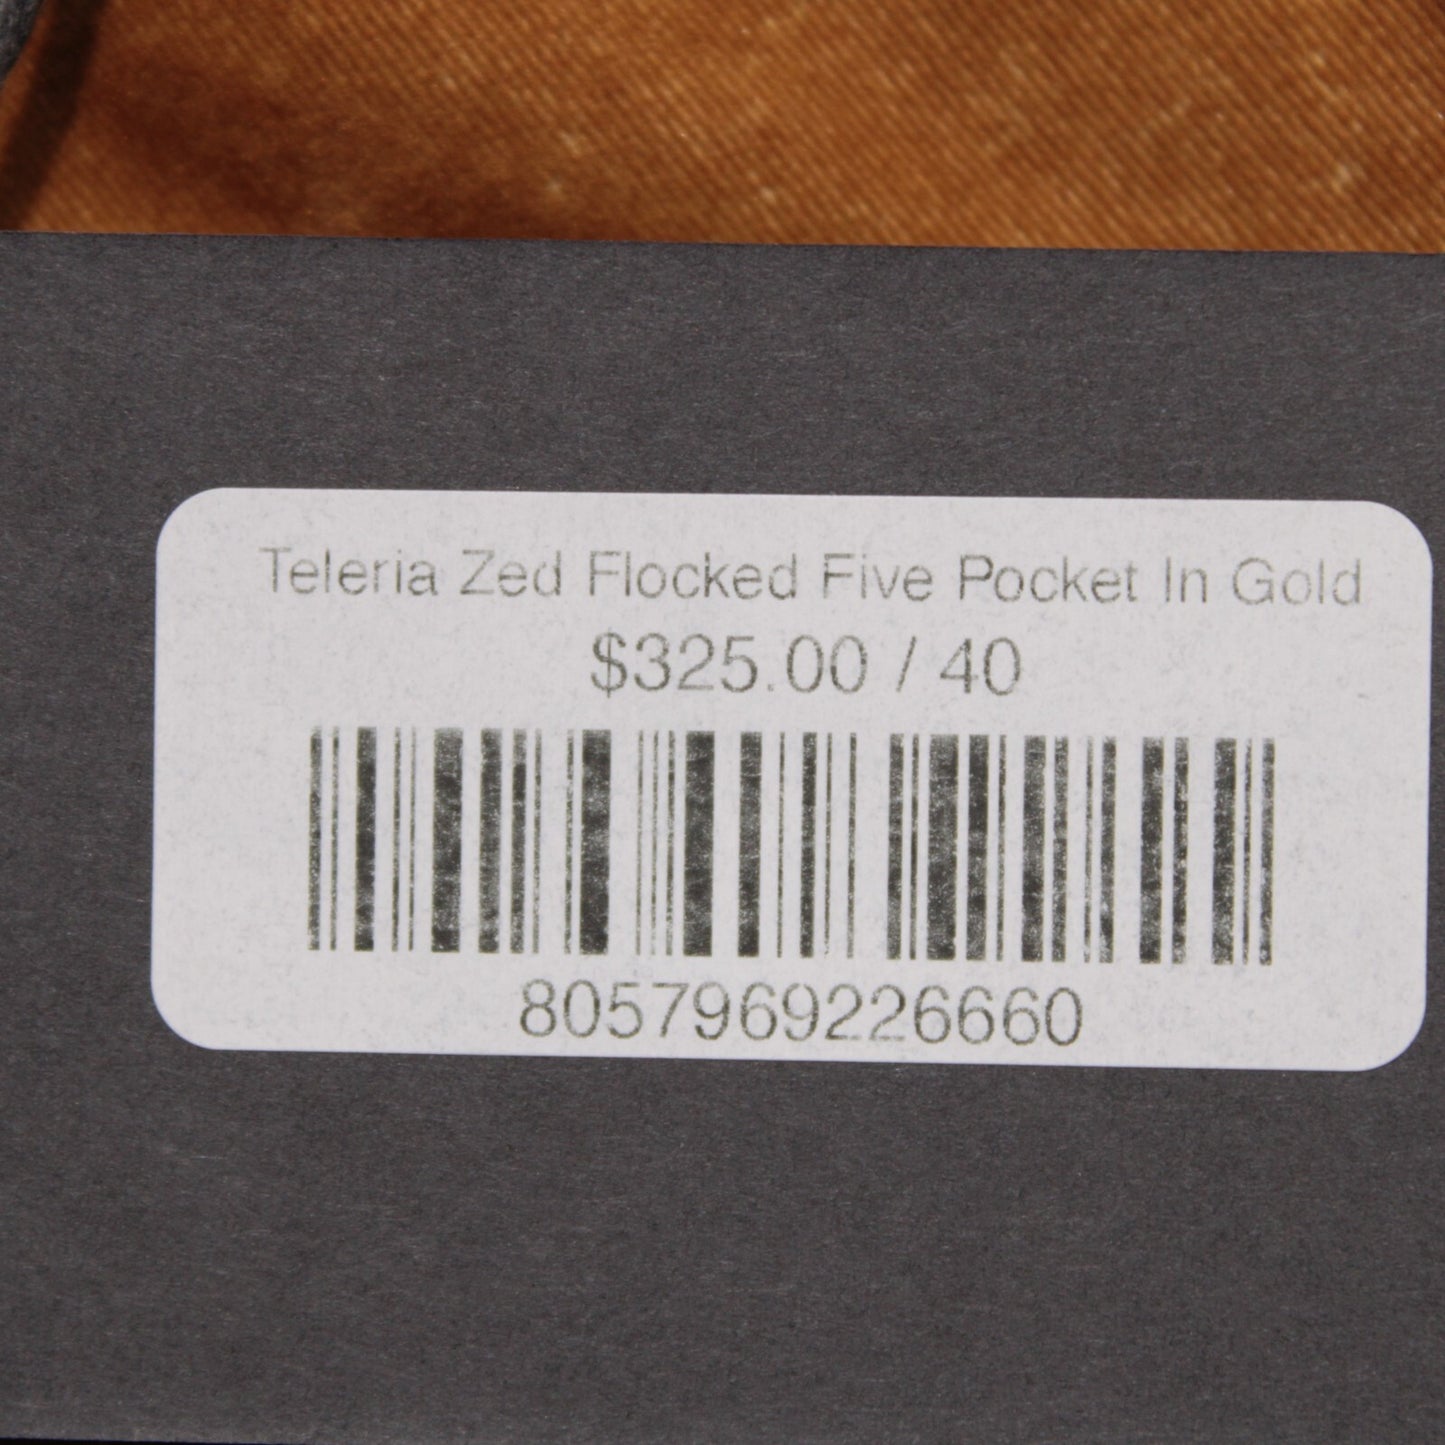 Teleria Zed Flocked Five Pocket In Gold
$325.00 / 40
8057969226660